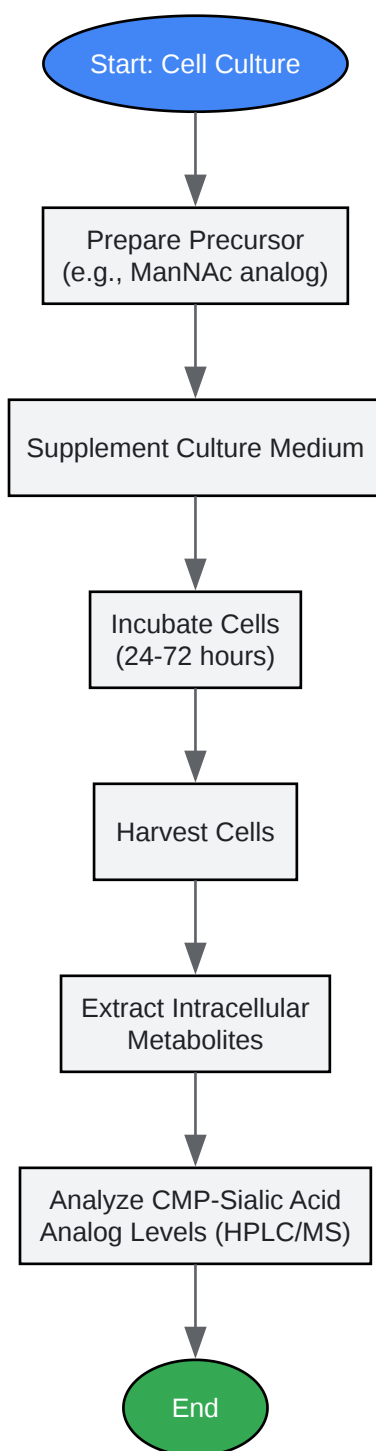 Start: Cell Culture
Prepare Precursor
(e.g., ManNAc analog)
Supplement Culture Medium
Incubate Cells
(24-72 hours)
Harvest Cells
Extract Intracellular
Metabolites
Analyze CMP-Sialic Acid
Analog Levels (HPLC/MS)
End